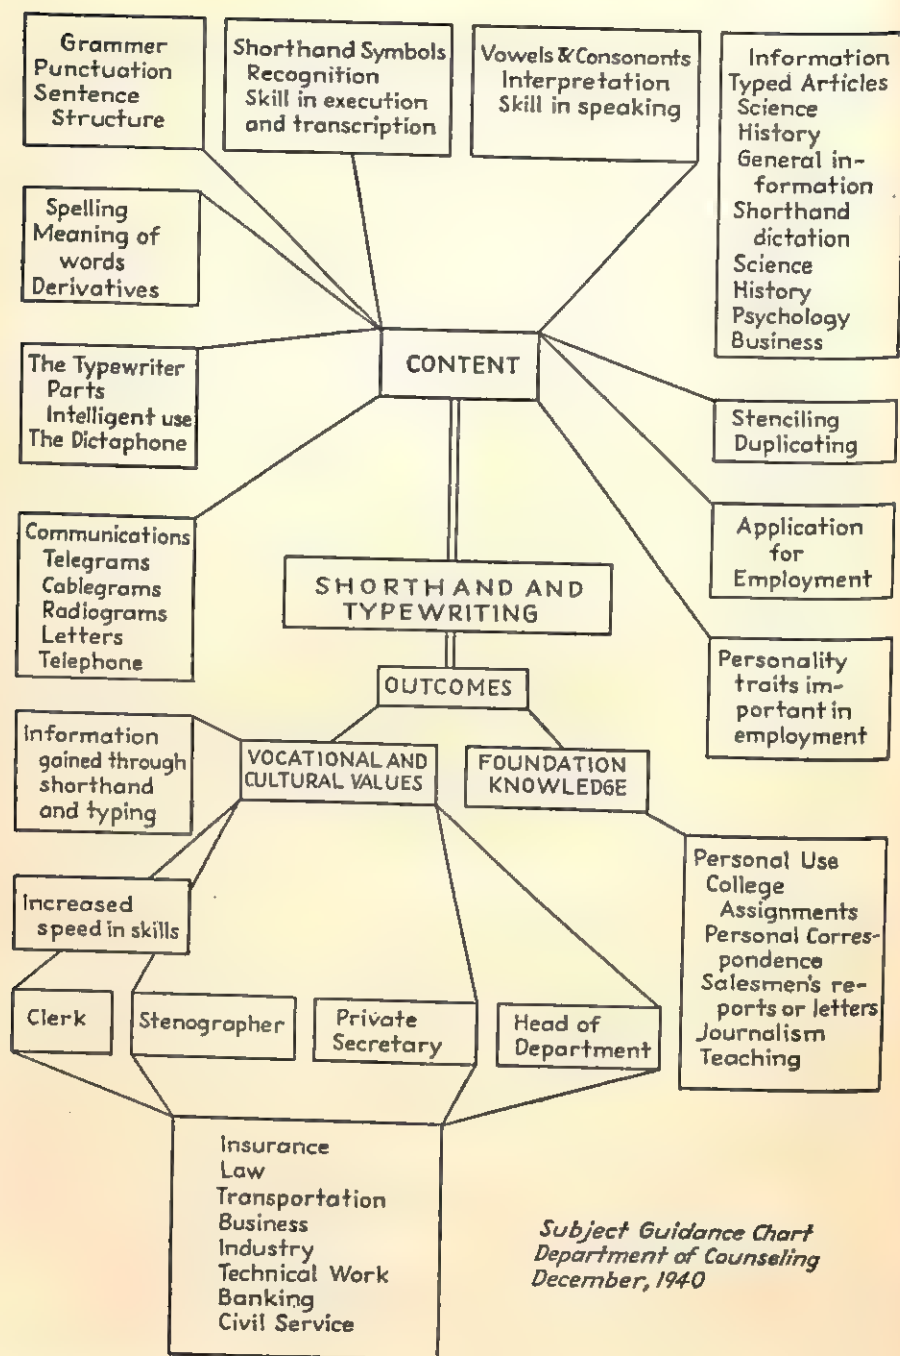 Grammer
Punctuation
Sentence
Structure
Shorthand Symbols
Recognition
Skill in execution
and transcription
Vowels & Consononts
Interpretation
Skill in speaking
Information
Typed Articles
Science
History
General in-
formation
Shorthand
dictation
Science
History
Psychology
Business
Spelling
Meaning of
words
Derivatives
The Typewriter
Parts
Intelligent use
The Dictaphone
CONTENT
Stenciling
Duplicating
Communications
Telegrams
Cablegrams
Radiograms
Letters
Telephone
Application
for
Employment
SHORTHAND AND
TYPEWRITING
Personality
traits im-
portant in
employment
OUTCOMES
Information
gained through
shorthand
and typing
VOCATIONAL AND
CULTURAL VALUES
FOUNDATION
KNOWLEDGE
Increased
speed in skills
Personal Use
College
Assignments
Personal Corres-
pondence
Salesmen's re-
ports or letters
Journalism
Teaching
Clerk
Stenographer
Private
Secretary
Head of
Department
Insurance
Law
Transportation
Business
Industry
Technical Work
Banking
Civil Service
Subject Guidance Chart
Department of Counseling
December, 1940